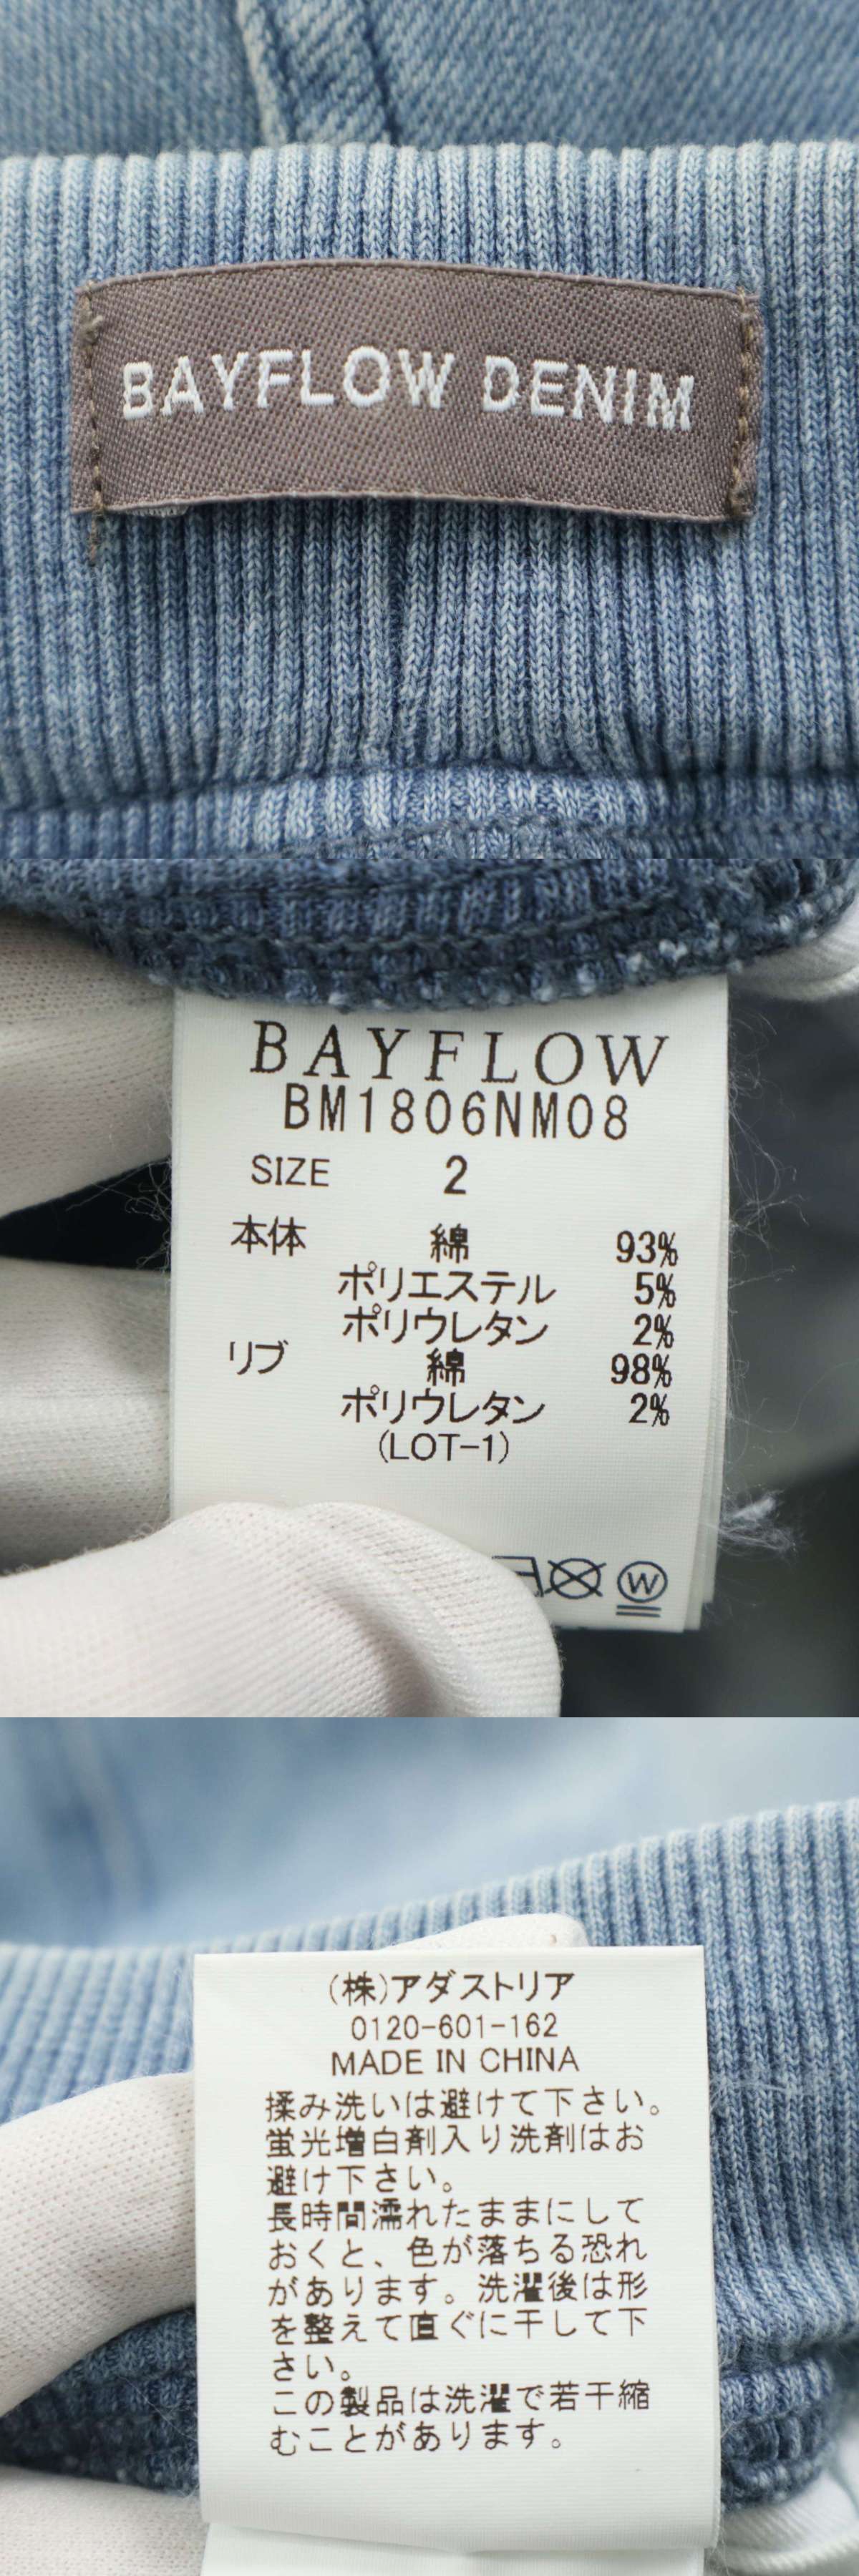 BAYFLOW DENIM
BAYFLOW
BM1806NM08
SIZE 2
本体 綿 93%
ポリエステル 5%
ポリウレタン 2%
リブ 綿 98%
ポリウレタン 2%
(LOT-1)
W
(株)アダストリア
0120-601-162
MADE IN CHINA
揉み洗いは避けて下さい。
蛍光増白剤入り洗剤はお
避け下さい。
長時間濡れたままにして
おくと、色が落ちる恐れ
があります。洗濯後は形
を整えて直ぐに干して下
さい。
この製品は洗濯で若干縮
むことがあります。